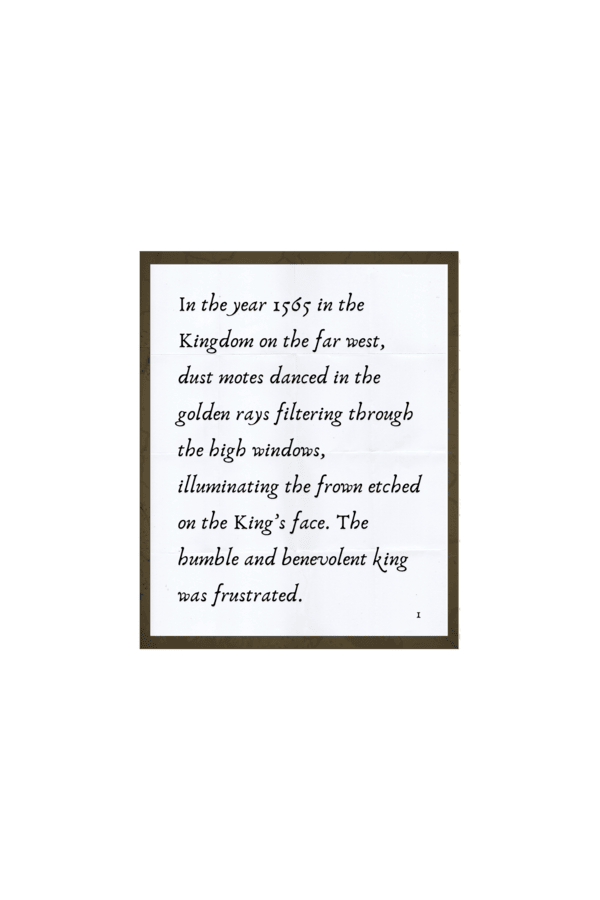 In the year 1565 in the
Kingdom on the far west,
dust motes danced in the
golden rays filtering through
the high windows,
illuminating the frown etched
on the King's face. The
humble and benevolent king
was frustrated.
1